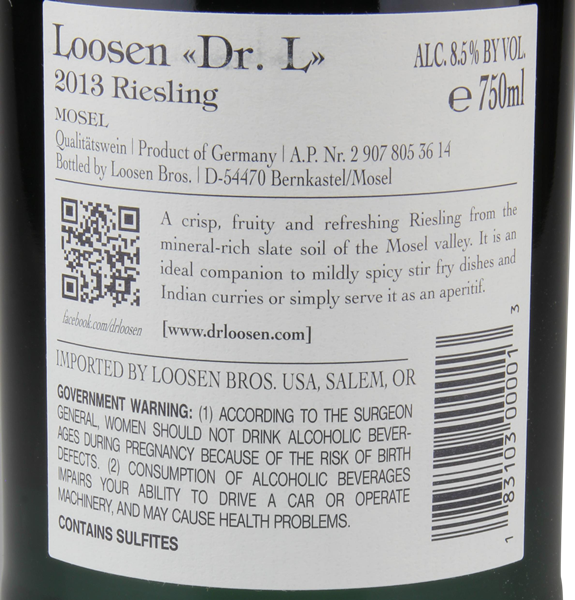 Loosen «Dr. L»
ALC. 8.5% BY VOL.
2013 Riesling
℮ 750ml
MOSEL
Qualitätswein | Product of Germany | A.P. Nr. 2 907 805 36 14
Bottled by Loosen Bros. | D-54470 Bernkastel/Mosel
A crisp, fruity and refreshing Riesling from the
mineral-rich slate soil of the Mosel valley. It is an
ideal companion to mildly spicy stir fry dishes and
Indian curries or simply serve it as an aperitif.
facebook.com/drloosen
[www.drloosen.com]
IMPORTED BY LOOSEN BROS. USA, SALEM, OR
GOVERNMENT WARNING: (1) ACCORDING TO THE SURGEON
GENERAL, WOMEN SHOULD NOT DRINK ALCOHOLIC BEVER-
AGES DURING PREGNANCY BECAUSE OF THE RISK OF BIRTH
DEFECTS. (2) CONSUMPTION OF ALCOHOLIC BEVERAGES
IMPAIRS YOUR ABILITY TO DRIVE A CAR OR OPERATE
MACHINERY, AND MAY CAUSE HEALTH PROBLEMS.
CONTAINS SULFITES
1 83103 00001 3